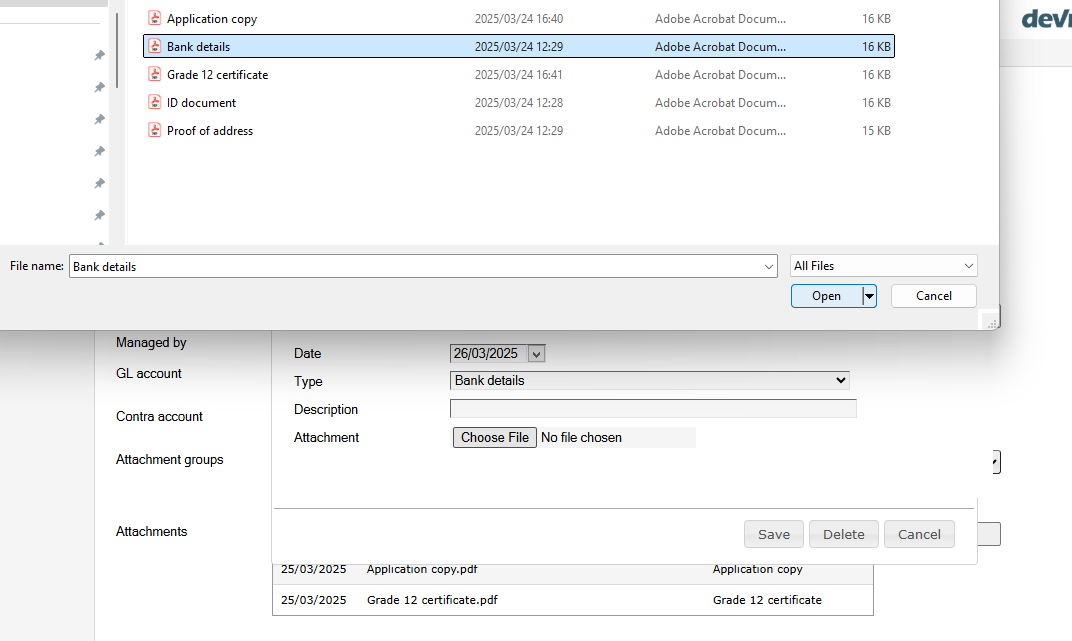 Application copy 2025/03/24 16:40 Adobe Acrobat Docum... 16 KB
Bank details 2025/03/24 12:29 Adobe Acrobat Docum... 16 KB
Grade 12 certificate 2025/03/24 16:41 Adobe Acrobat Docum... 16 KB
ID document 2025/03/24 12:28 Adobe Acrobat Docum... 16 KB
Proof of address 2025/03/24 12:29 Adobe Acrobat Docum... 15 KB
File name: Bank details All Files
Open Cancel
Managed by
GL account
Contra account
Attachment groups
Attachments
Date 26/03/2025
Type Bank details
Description
Attachment Choose File No file chosen
Save Delete Cancel
25/03/2025 Application copy.pdf Application copy
25/03/2025 Grade 12 certificate.pdf Grade 12 certificate